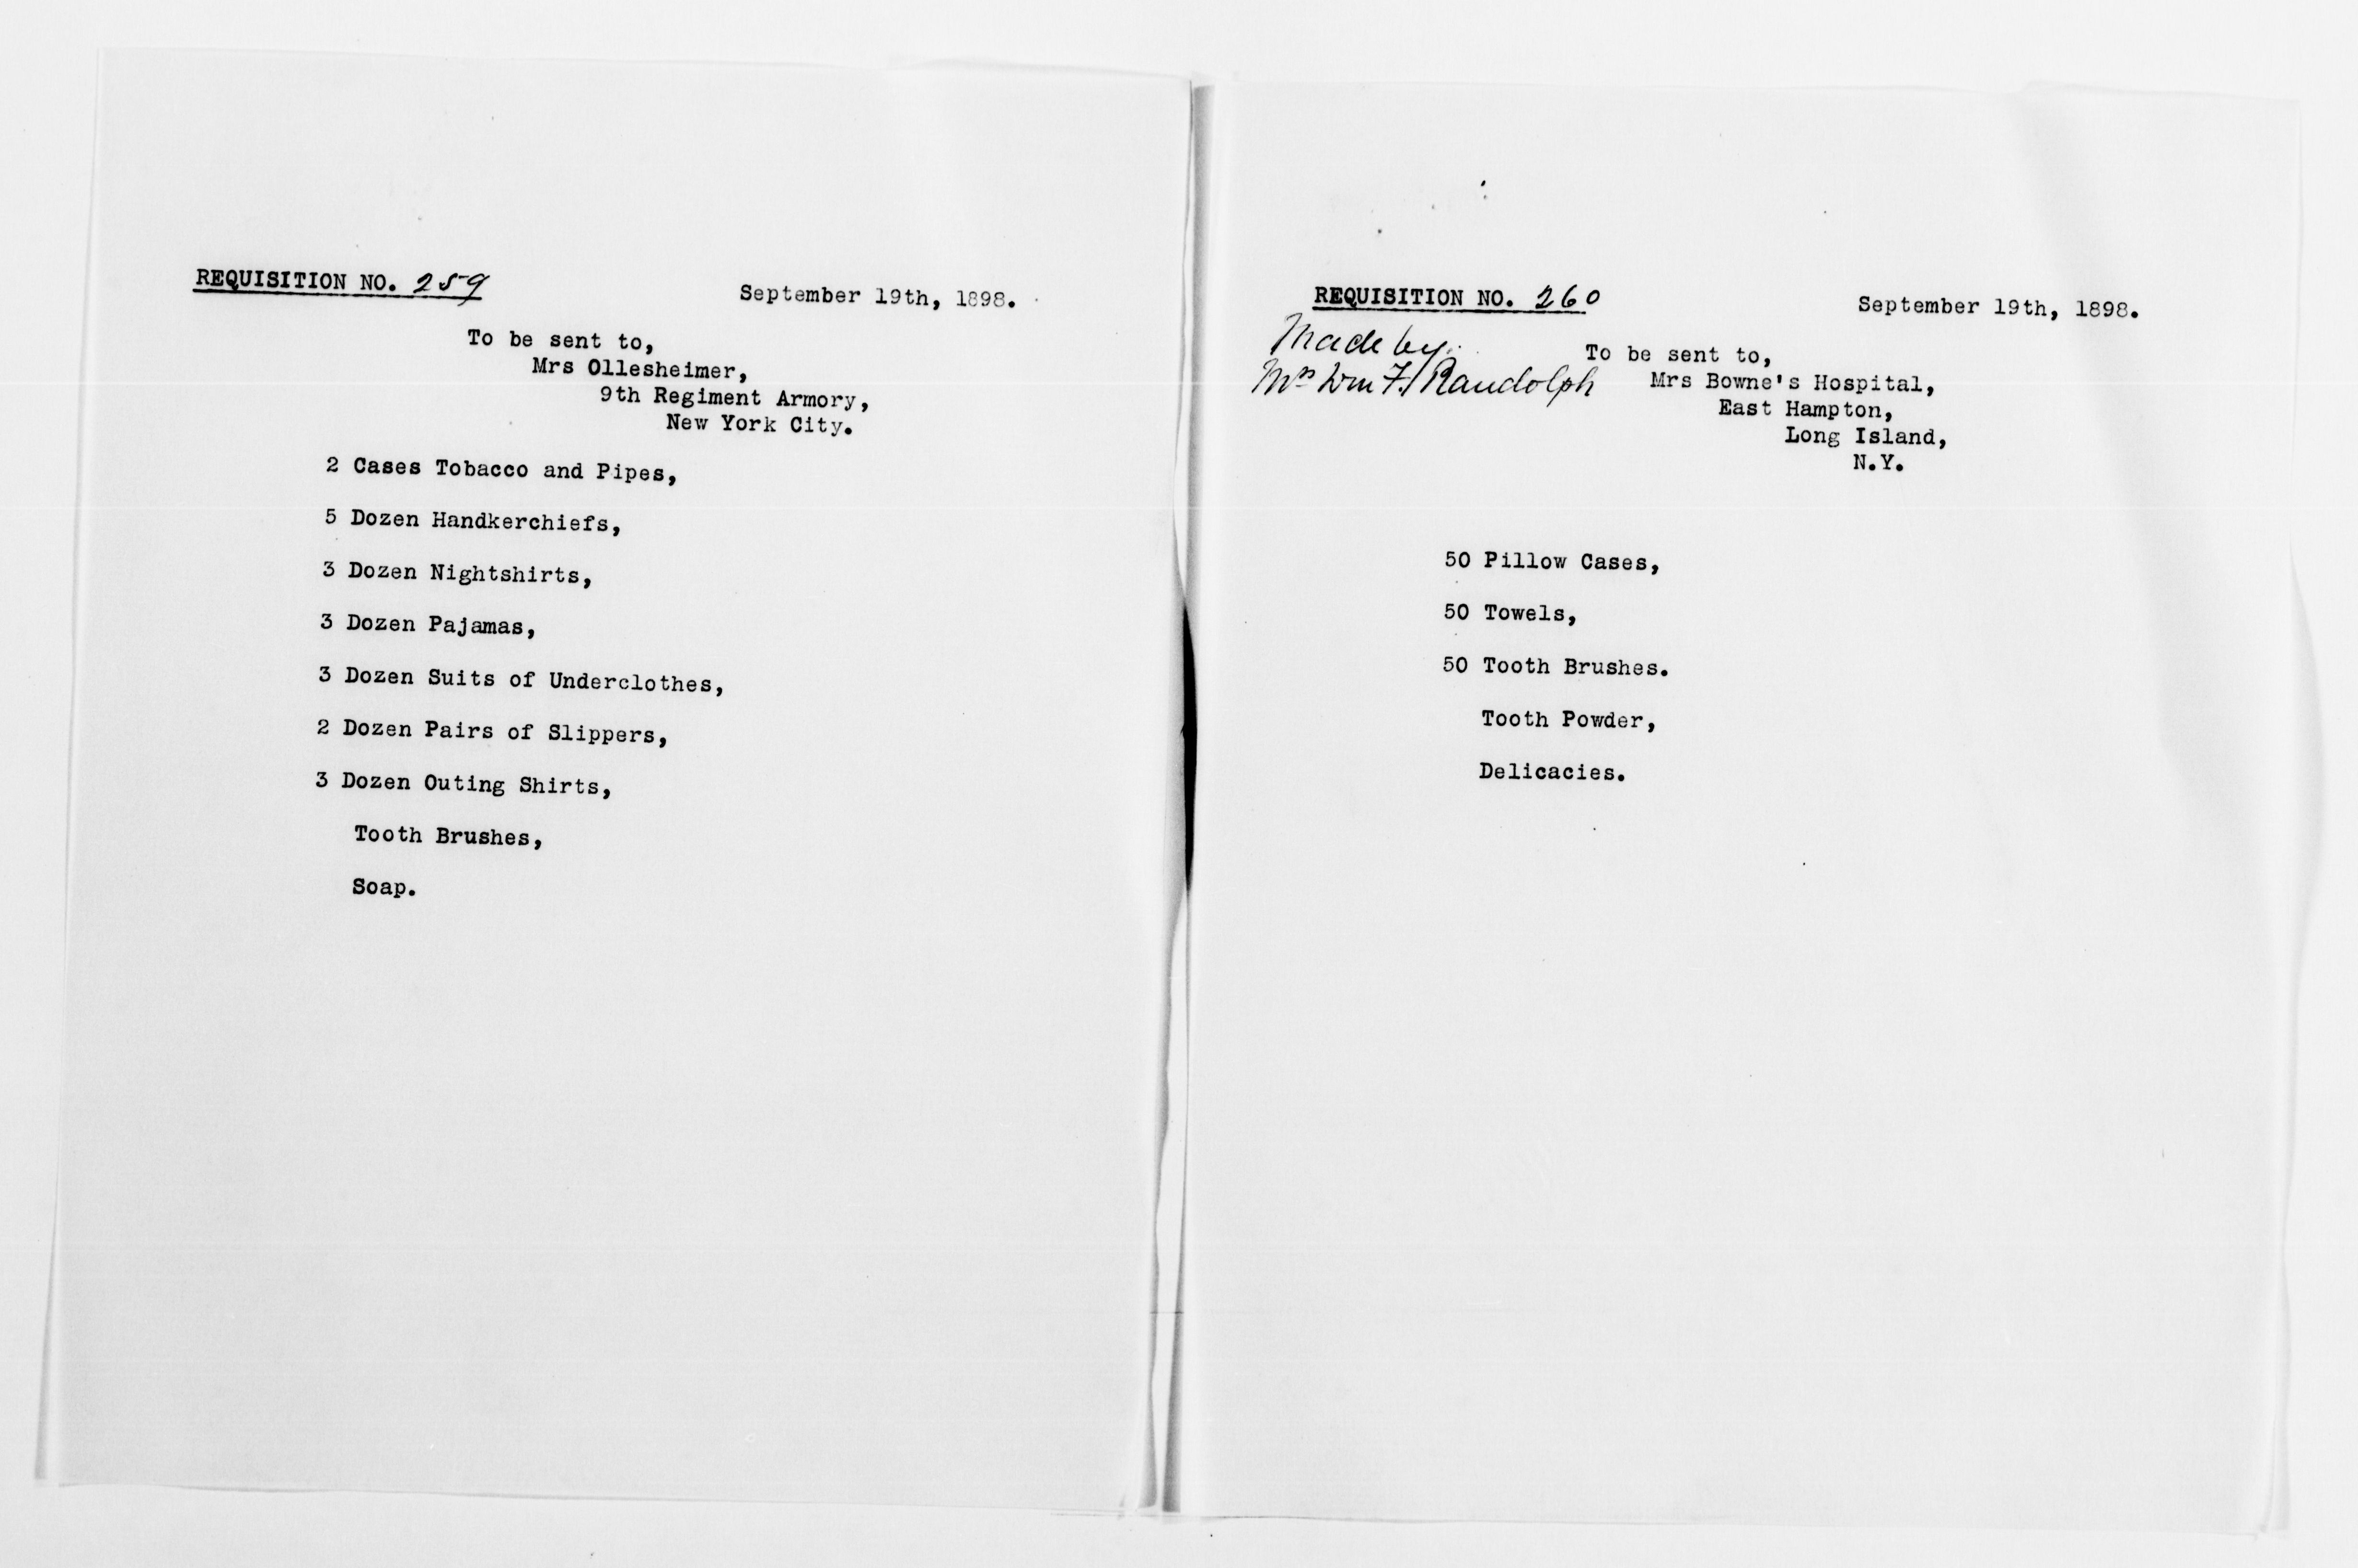 REQUISITION NO. 259
September 19th, 1898.
To be sent to,
Mrs Ollesheimer,
9th Regiment Armory,
New York City.
2 Cases Tobacco and Pipes,
5 Dozen Handkerchiefs,
3 Dozen Nightshirts,
3 Dozen Pajamas,
3 Dozen Suits of Underclothes,
2 Dozen Pairs of Slippers,
3 Dozen Outing Shirts,
Tooth Brushes,
Soap.
REQUISITION NO. 260
September 19th, 1898.
Made by:
Mrs Wm F. Randolph
To be sent to,
Mrs Bowne's Hospital,
East Hampton,
Long Island,
N.Y.
50 Pillow Cases,
50 Towels,
50 Tooth Brushes.
Tooth Powder,
Delicacies.